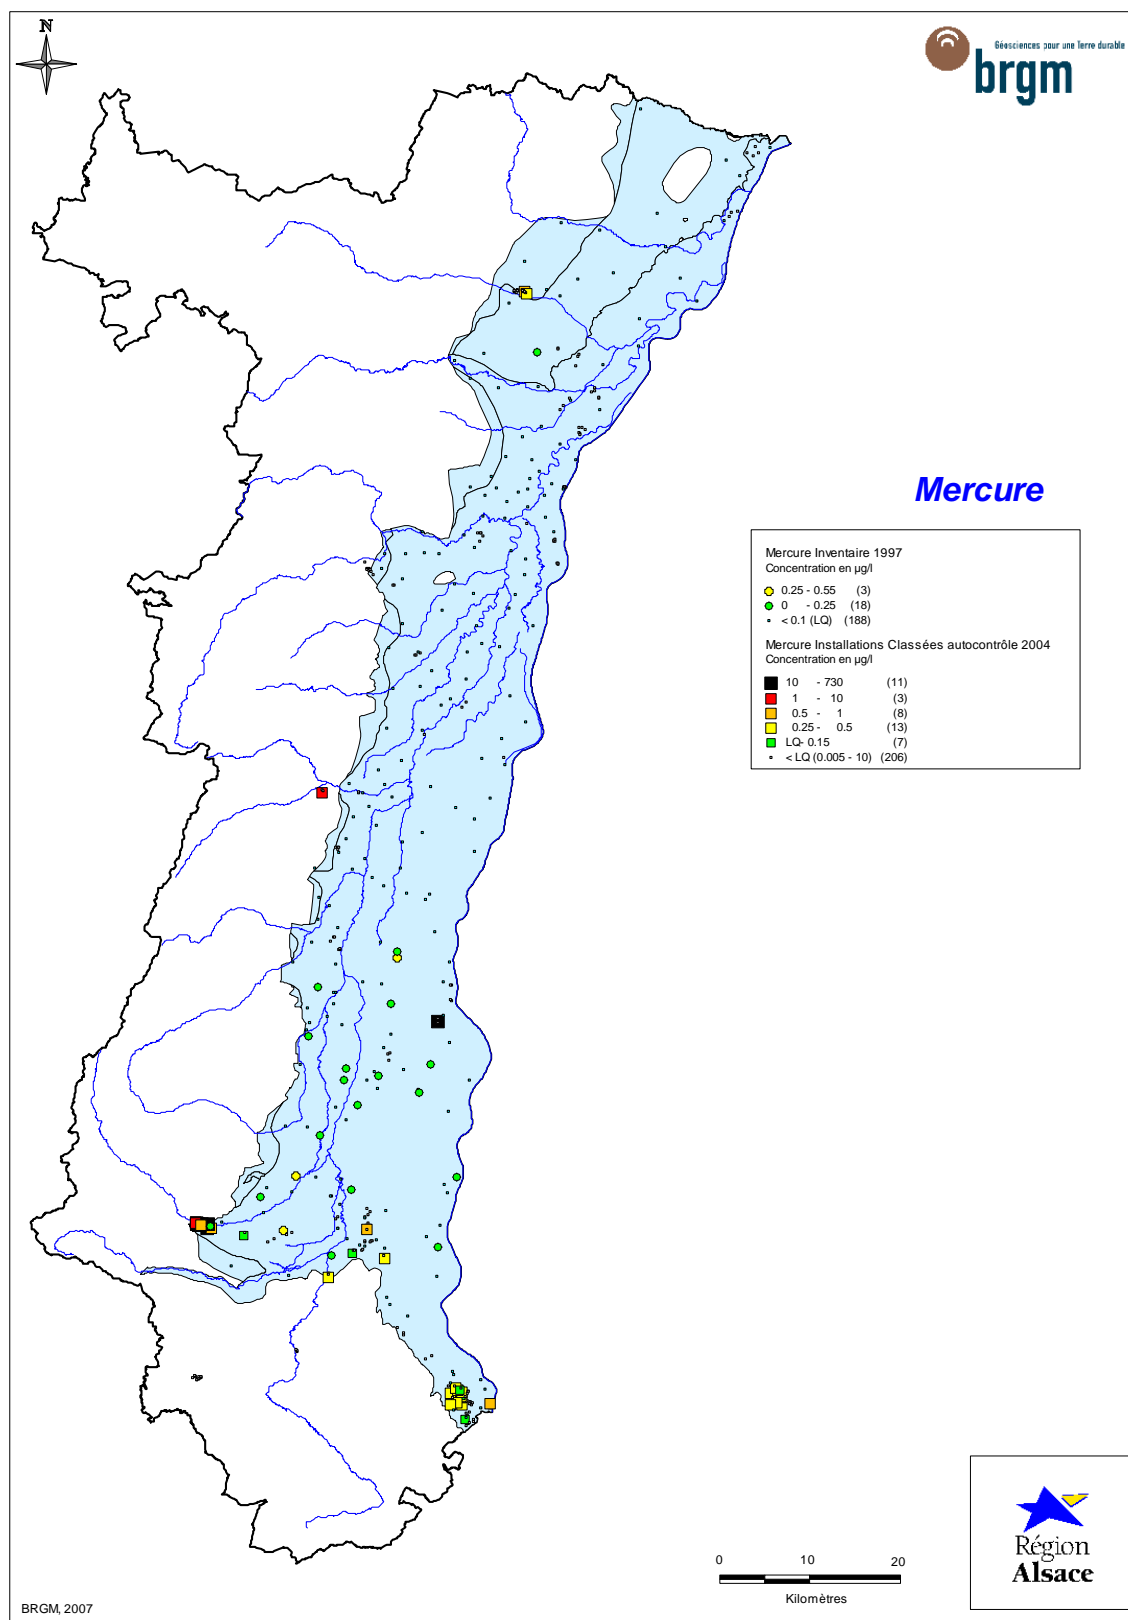 N
Géosciences pour une Terre durable
brgm
Mercure
Mercure Inventaire 1997
Concentration en µg/l
0.25 - 0.55 (3)
0 - 0.25 (18)
< 0.1 (LQ) (188)
Mercure Installations Classées autocontrôle 2004
Concentration en µg/l
10 - 730 (11)
1 - 10 (3)
0.5 - 1 (8)
0.25 - 0.5 (13)
LQ- 0.15 (7)
< LQ (0.005 - 10) (206)
0 10 20
Kilomètres
Région
Alsace
BRGM, 2007